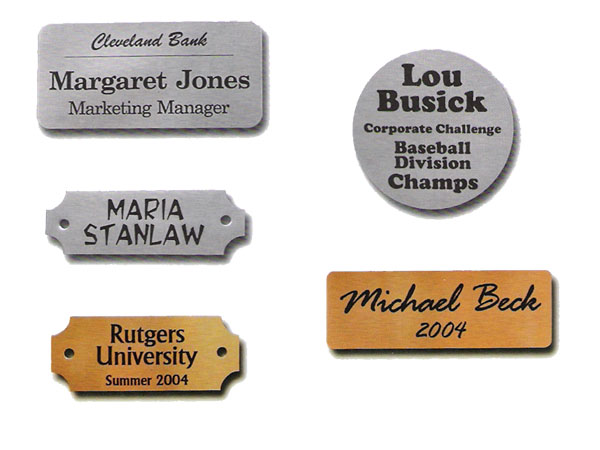 Cleveland Bank
Margaret Jones
Marketing Manager
Lou
Busick
Corporate Challenge
Baseball
Division
Champs
MARIA
STANLAW
Michael Beck
2004
Rutgers
University
Summer 2004